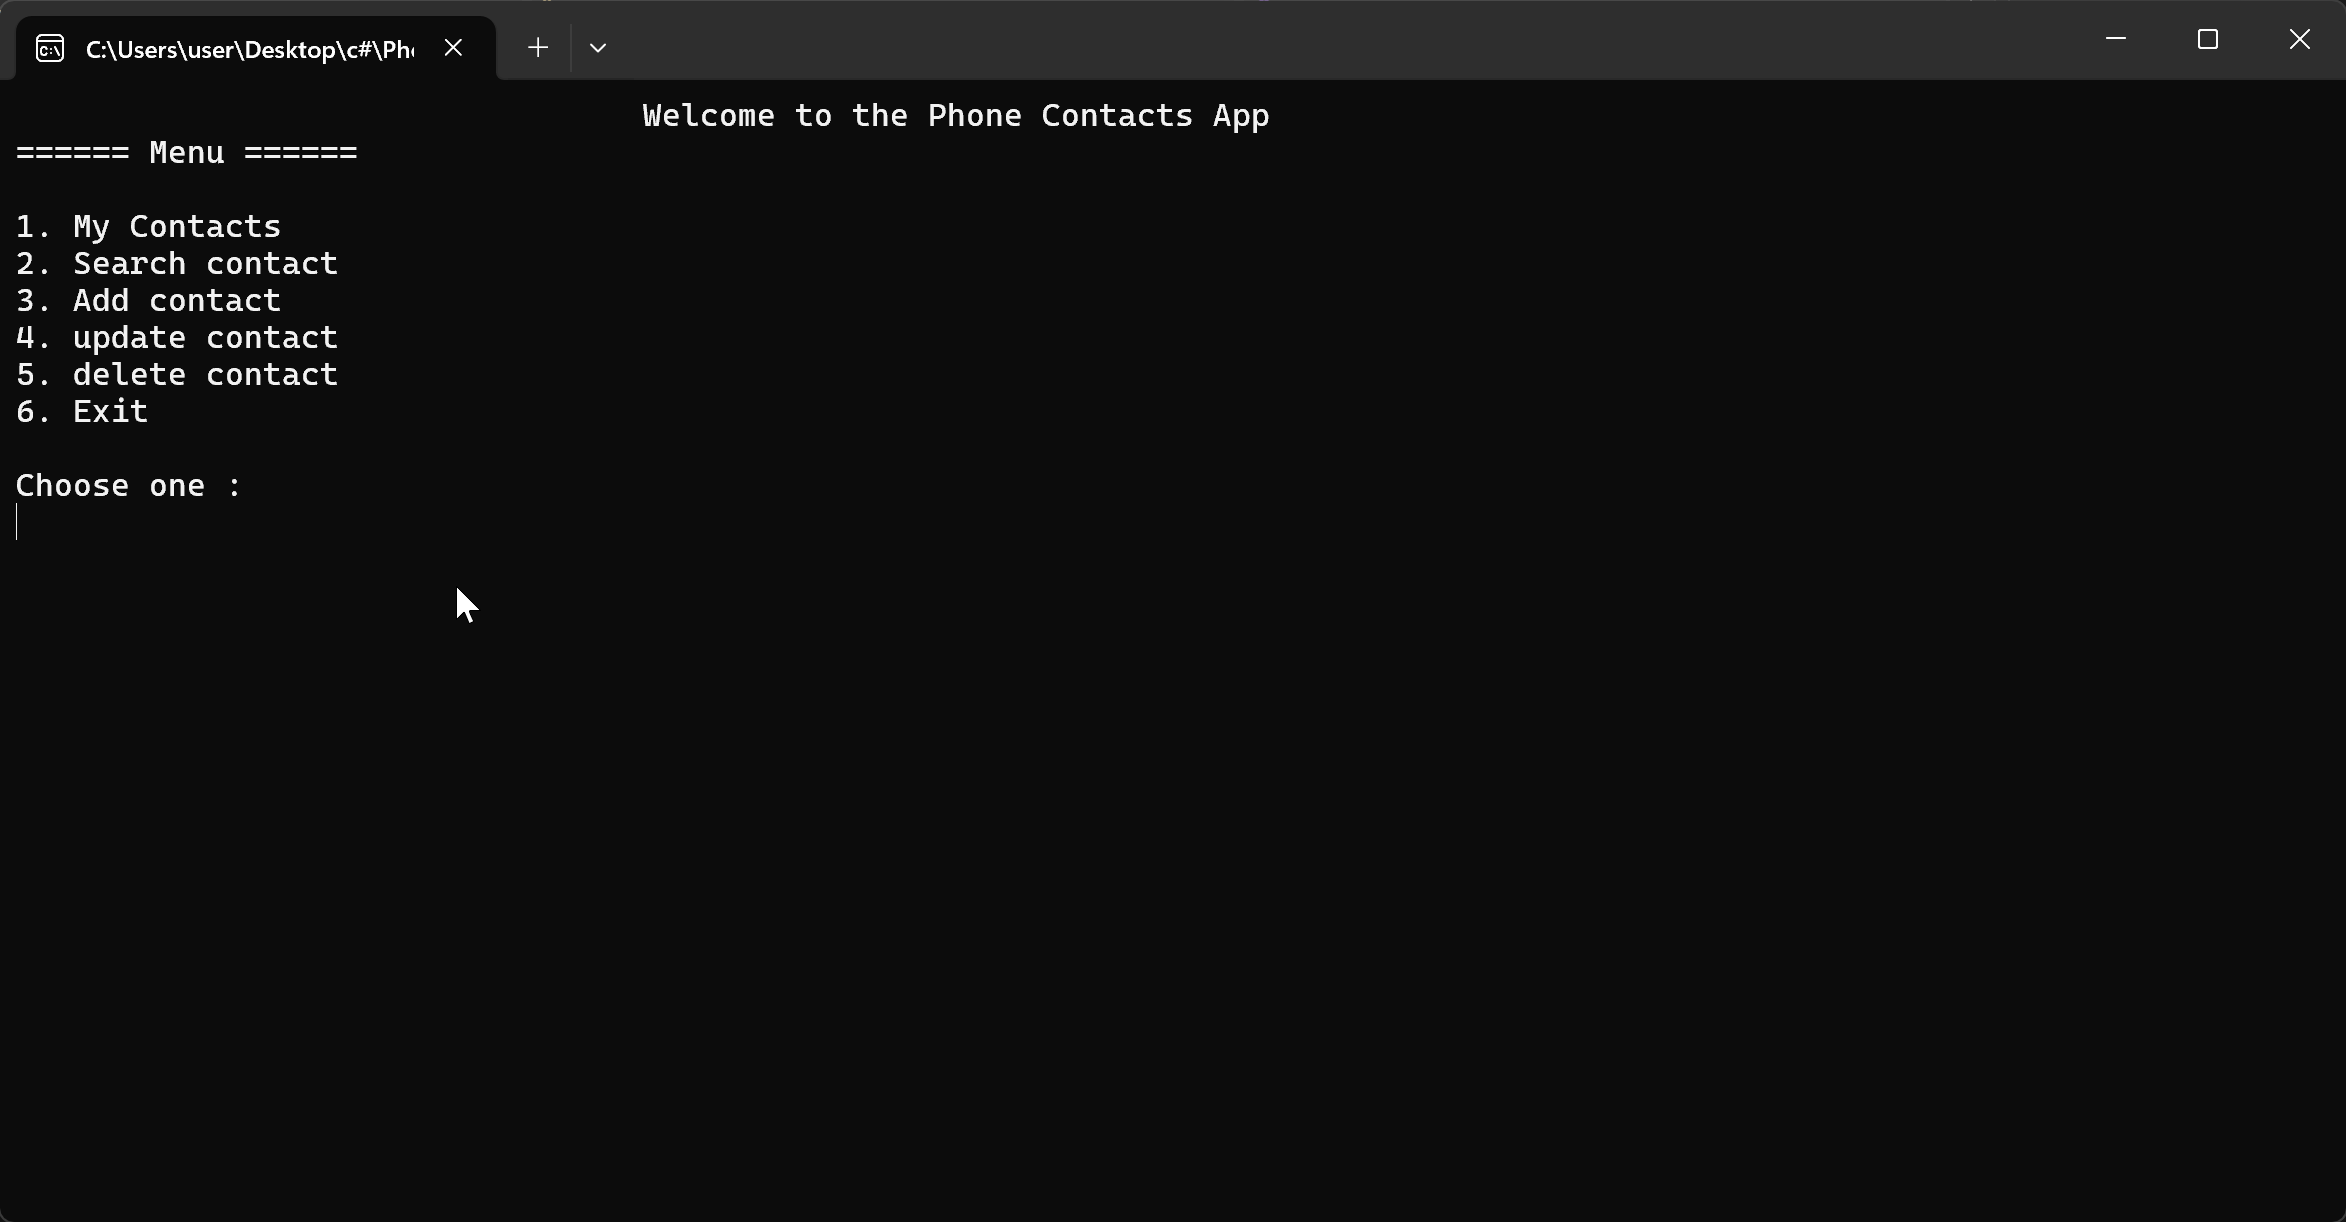 C:\Users\user\Desktop\c#\Ph
Welcome to the Phone Contacts App
====== Menu ======
1. My Contacts
2. Search contact
3. Add contact
4. update contact
5. delete contact
6. Exit
Choose one :